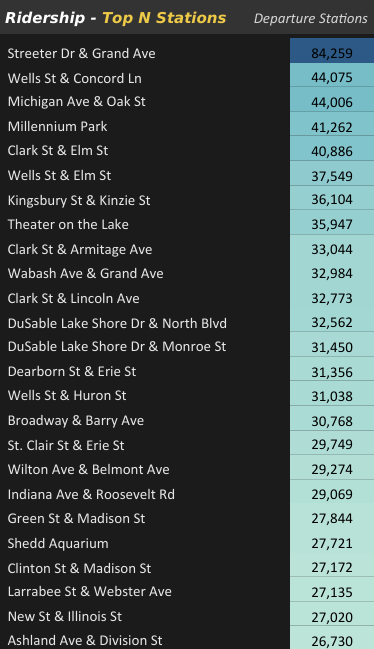 Ridership - Top N Stations Departure Stations
Streeter Dr & Grand Ave 84,259
Wells St & Concord Ln 44,075
Michigan Ave & Oak St 44,006
Millennium Park 41,262
Clark St & Elm St 40,886
Wells St & Elm St 37,549
Kingsbury St & Kinzie St 36,104
Theater on the Lake 35,947
Clark St & Armitage Ave 33,044
Wabash Ave & Grand Ave 32,984
Clark St & Lincoln Ave 32,773
DuSable Lake Shore Dr & North Blvd 32,562
DuSable Lake Shore Dr & Monroe St 31,450
Dearborn St & Erie St 31,356
Wells St & Huron St 31,038
Broadway & Barry Ave 30,768
St. Clair St & Erie St 29,749
Wilton Ave & Belmont Ave 29,274
Indiana Ave & Roosevelt Rd 29,069
Green St & Madison St 27,844
Shedd Aquarium 27,721
Clinton St & Madison St 27,172
Larrabee St & Webster Ave 27,135
New St & Illinois St 27,020
Ashland Ave & Division St 26,730